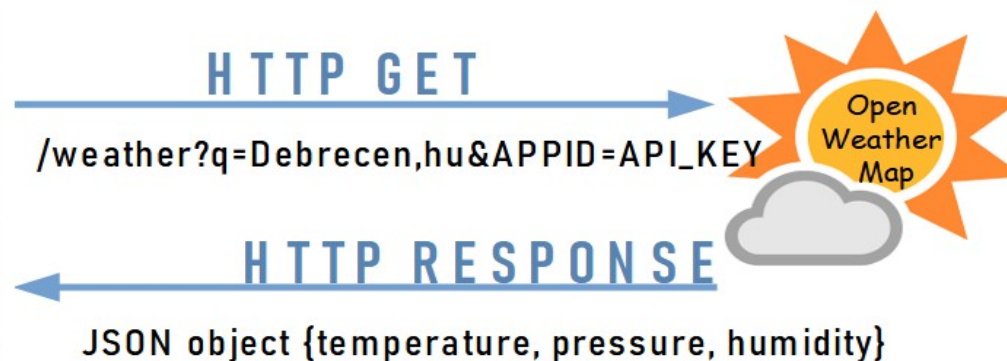 HTTP GET
/weather?q=Debrecen,hu&APPID=API_KEY
Open
Weather
Map
HTTP RESPONSE
JSON object {temperature, pressure, humidity}